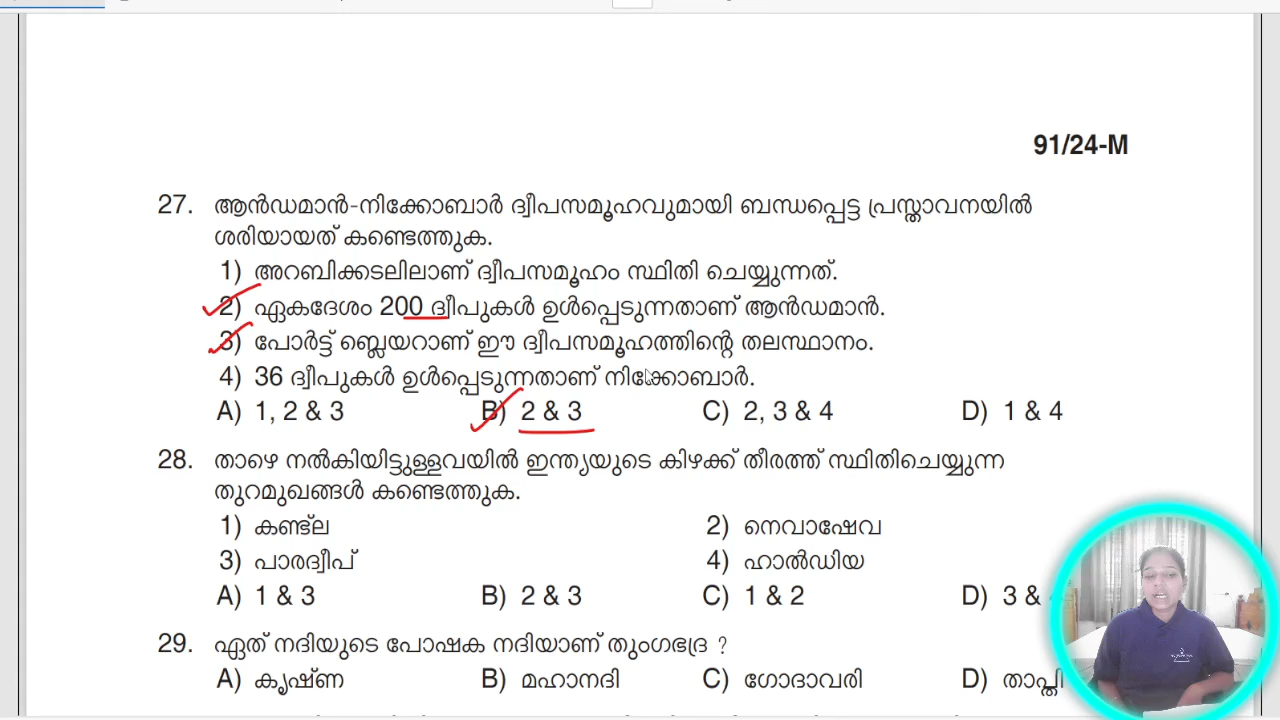 91/24-M
27. ആൻഡമാൻ-നിക്കോബാർ ദ്വീപസമൂഹവുമായി ബന്ധപ്പെട്ട പ്രസ്താവനയിൽ
ശരിയായത് കണ്ടെത്തുക.
1) അറബിക്കടലിലാണ് ദ്വീപസമൂഹം സ്ഥിതി ചെയ്യുന്നത്.
2) ഏകദേശം 200 ദ്വീപുകൾ ഉൾപ്പെടുന്നതാണ് ആൻഡമാൻ.
3) പോർട്ട് ബ്ലെയറാണ് ഈ ദ്വീപസമൂഹത്തിന്റെ തലസ്ഥാനം.
4) 36 ദ്വീപുകൾ ഉൾപ്പെടുന്നതാണ് നിക്കോബാർ.
A) 1, 2 & 3 B) 2 & 3 C) 2, 3 & 4 D) 1 & 4
28. താഴെ നൽകിയിട്ടുള്ളവയിൽ ഇന്ത്യയുടെ കിഴക്ക് തീരത്ത് സ്ഥിതിചെയ്യുന്ന
തുറമുഖങ്ങൾ കണ്ടെത്തുക.
1) കണ്ട്ല 2) നെവാഷേവ
3) പാരദ്വീപ് 4) ഹാൽഡിയ
A) 1 & 3 B) 2 & 3 C) 1 & 2 D) 3 &
29. ഏത് നദിയുടെ പോഷക നദിയാണ് തുംഗഭദ്ര ?
A) കൃഷ്ണ B) മഹാനദി C) ഗോദാവരി D) താപ്തി